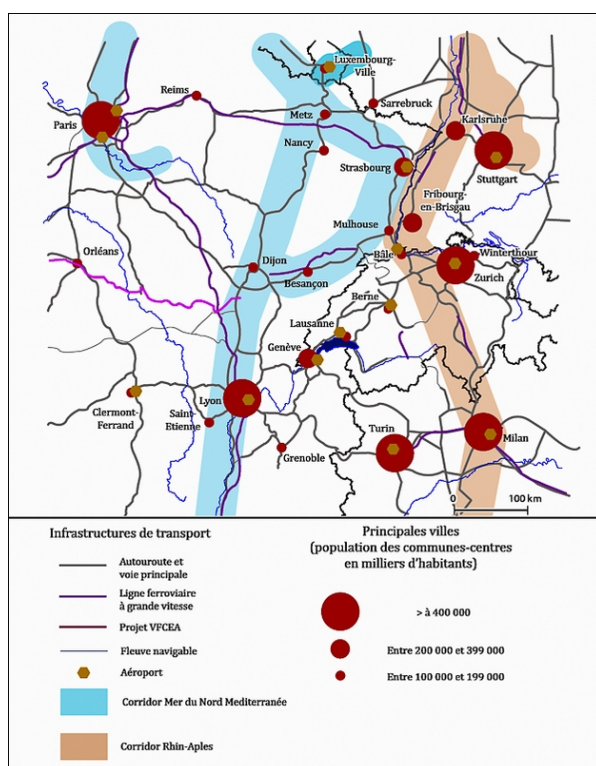 Luxembourg-
Ville
Reims
Sarrebruck
Paris
Metz
Karlsruhe
Nancy
Strasbourg
Stuttgart
Fribourg
en-Brisgau
Mulhouse
Orléans
Dijon
Bâle
Winterthour
Zurich
Besançon
Berne
Lausanne
Genève
Lyon
Clermont-
Ferrand
Saint-
Etienne
Turin
Milan
Grenoble
0 100 km
Infrastructures de transport
Autoroute et
voie principale
Ligne ferroviaire
à grande vitesse
Projet VFCEA
Fleuve navigable
Aéroport
Corridor Mer du Nord Mediterranée
Corridor Rhin-Aples
Principales villes
(population des communes-centres
en milliers d'habitants)
> à 400 000
Entre 200 000 et 399 000
Entre 100 000 et 199 000